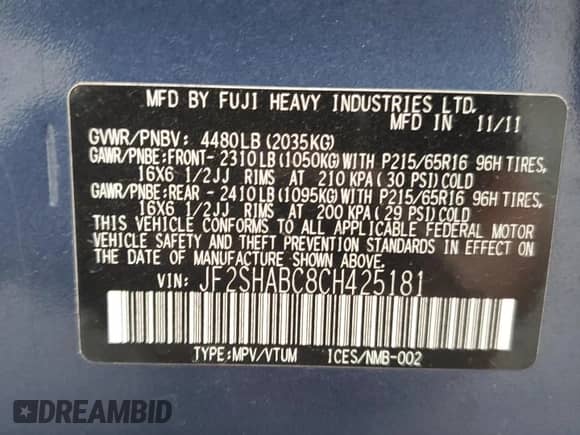 MFD BY FUJI HEAVY INDUSTRIES LTD.
MFD IN 11/11
GVWR/PNBV: 4480LB(2035KG)
GAWR/PNBE:FRONT- 2310LB(1050KG)WITH P215/65R16 96H TIRES,
16X6 1/2JJ RIMS AT 210 KPA(30 PSI)COLD
GAWR/PNBE:REAR - 2410LB(1095KG)WITH P215/65R16 96H TIRES,
16X6 1/2JJ RIMS AT 200 KPA(29 PSI)COLD
THIS VEHICLE CONFORMS TO ALL APPLICABLE FEDERAL MOTOR
VEHICLE SAFETY AND THEFT PREVENTION STANDARDS IN EFFECT ON
THE DATE OF MANUFACTURE SHOWN ABOVE.
VIN: JF2SHABC8CH425181
TYPE:MPV/VTUM ICES/NMB-002
DREAMBID